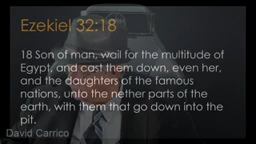 Ezekiel 32:18
18 Son of man, wail for the multitude of
Egypt, and cast them down, even her,
and the daughters of the famous
nations, unto the nether parts of the
earth, with them that go down into the
pit.
David Carrico